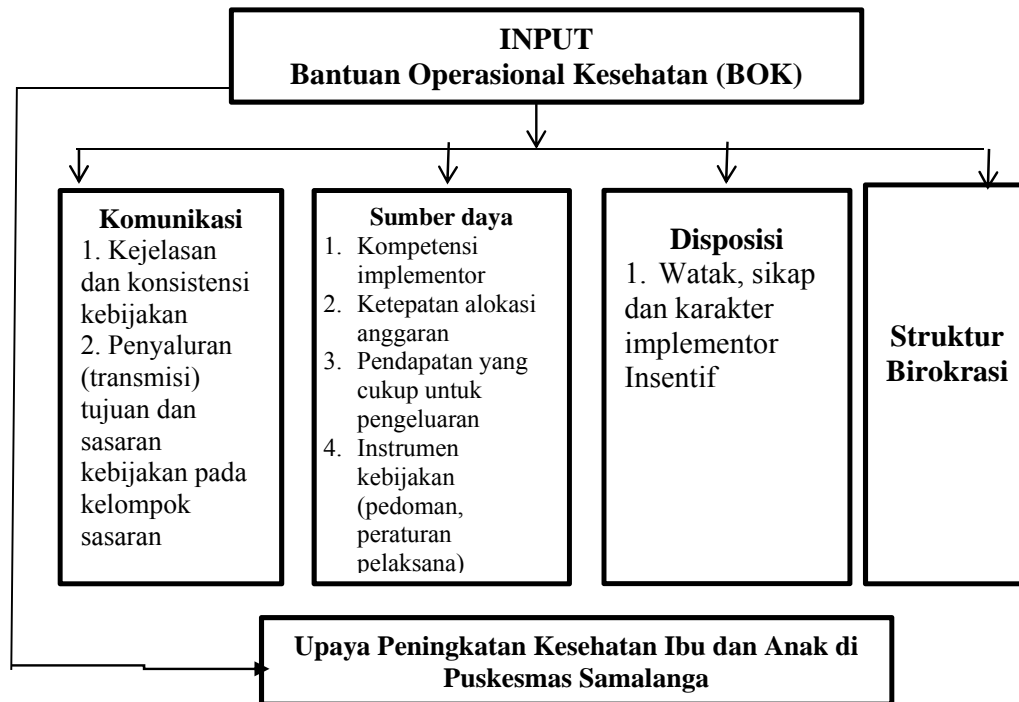 INPUT
Bantuan Operasional Kesehatan (BOK)
Komunikasi
1. Kejelasan
dan konsistensi
kebijakan
2. Penyaluran
(transmisi)
tujuan dan
sasaran
kebijakan pada
kelompok
sasaran
Sumber daya
1. Kompetensi
implementor
2. Ketepatan alokasi
anggaran
3. Pendapatan yang
cukup untuk
pengeluaran
4. Instrumen
kebijakan
(pedoman,
peraturan
pelaksana)
Disposisi
1. Watak, sikap
dan karakter
implementor
Insentif
Struktur
Birokrasi
Upaya Peningkatan Kesehatan Ibu dan Anak di
Puskesmas Samalanga